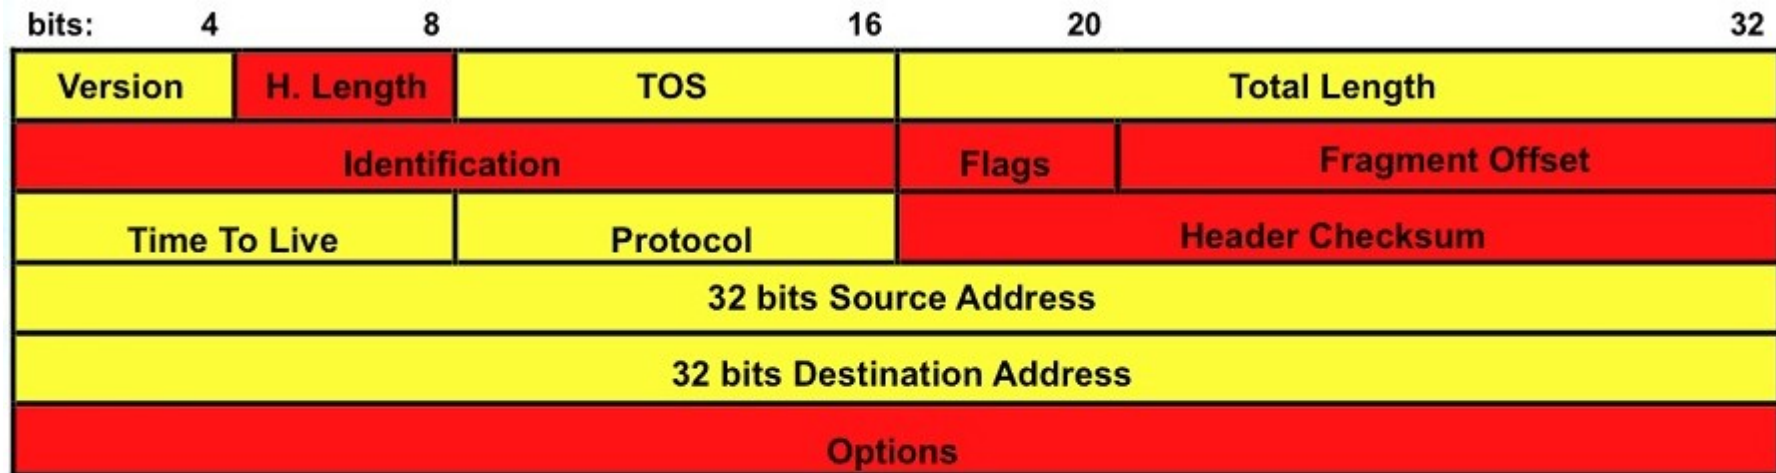 bits: 4 8 16 20 32
Version H. Length TOS Total Length
Identification Flags Fragment Offset
Time To Live Protocol Header Checksum
32 bits Source Address
32 bits Destination Address
Options